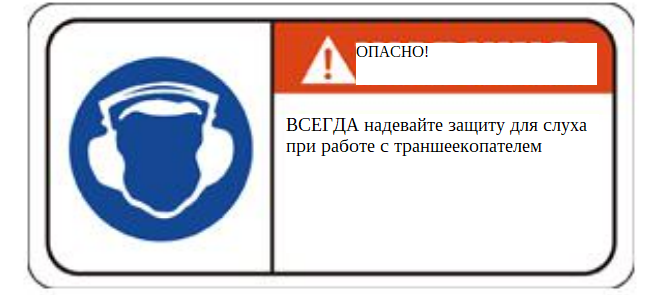 ОПАСНО!
ВСЕГДА надевайте защиту для слуха
при работе с траншеекопателем